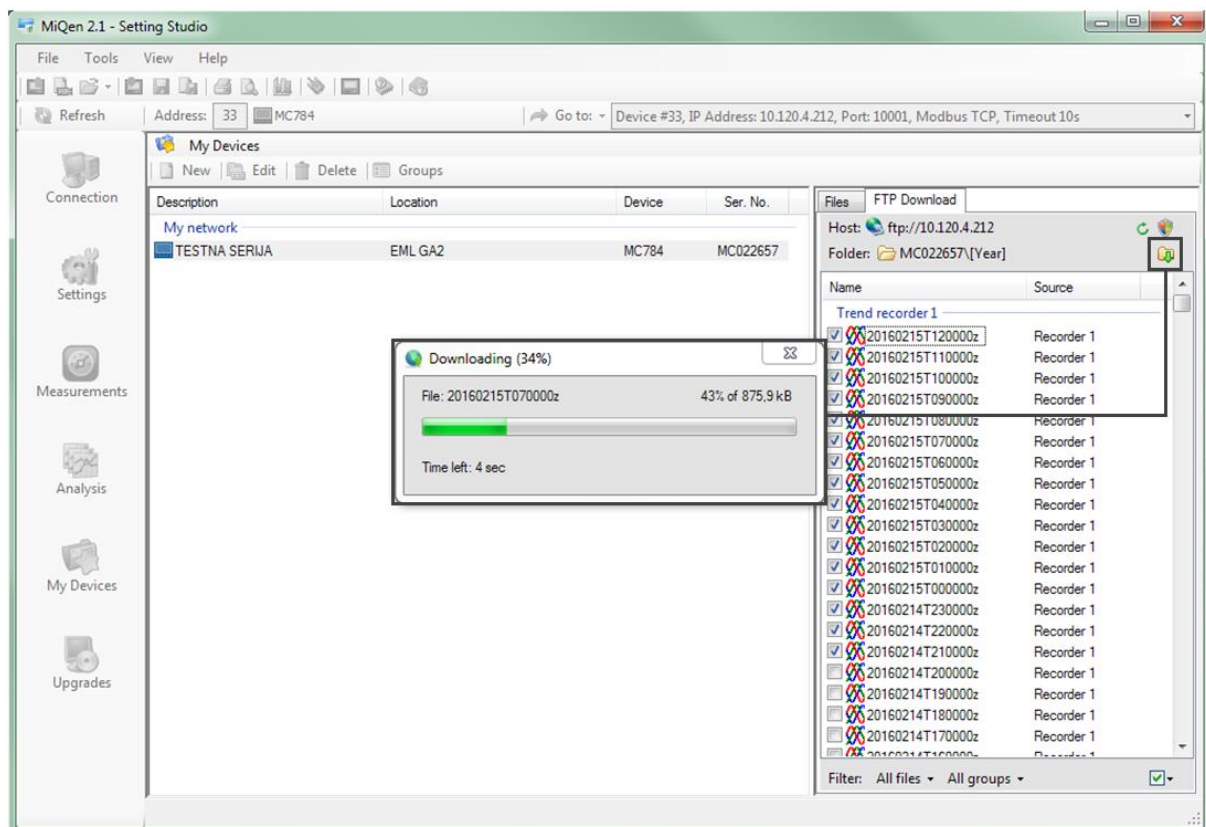 MiQen 2.1 - Setting Studio
File Tools View Help
Refresh Address: 33 MC784 Go to: Device #33, IP Address: 10.120.4.212, Port: 10001, Modbus TCP, Timeout 10s
Connection
Settings
Measurements
Analysis
My Devices
Upgrades
My Devices
New Edit Delete Groups
Description Location Device Ser. No.
My network
TESTNA SERIJA EML GA2 MC784 MC022657
Downloading (34%)
File: 20160215T070000z 43% of 875,9 kB
Time left: 4 sec
Files FTP Download
Host: ftp://10.120.4.212
Folder: MC022657\[Year]
Name Source
Trend recorder 1
20160215T120000z Recorder 1
20160215T110000z Recorder 1
20160215T100000z Recorder 1
20160215T090000z Recorder 1
20160215T080000z Recorder 1
20160215T070000z Recorder 1
20160215T060000z Recorder 1
20160215T050000z Recorder 1
20160215T040000z Recorder 1
20160215T030000z Recorder 1
20160215T020000z Recorder 1
20160215T010000z Recorder 1
20160215T000000z Recorder 1
20160214T230000z Recorder 1
20160214T220000z Recorder 1
20160214T210000z Recorder 1
20160214T200000z Recorder 1
20160214T190000z Recorder 1
20160214T180000z Recorder 1
20160214T170000z Recorder 1
Filter: All files All groups